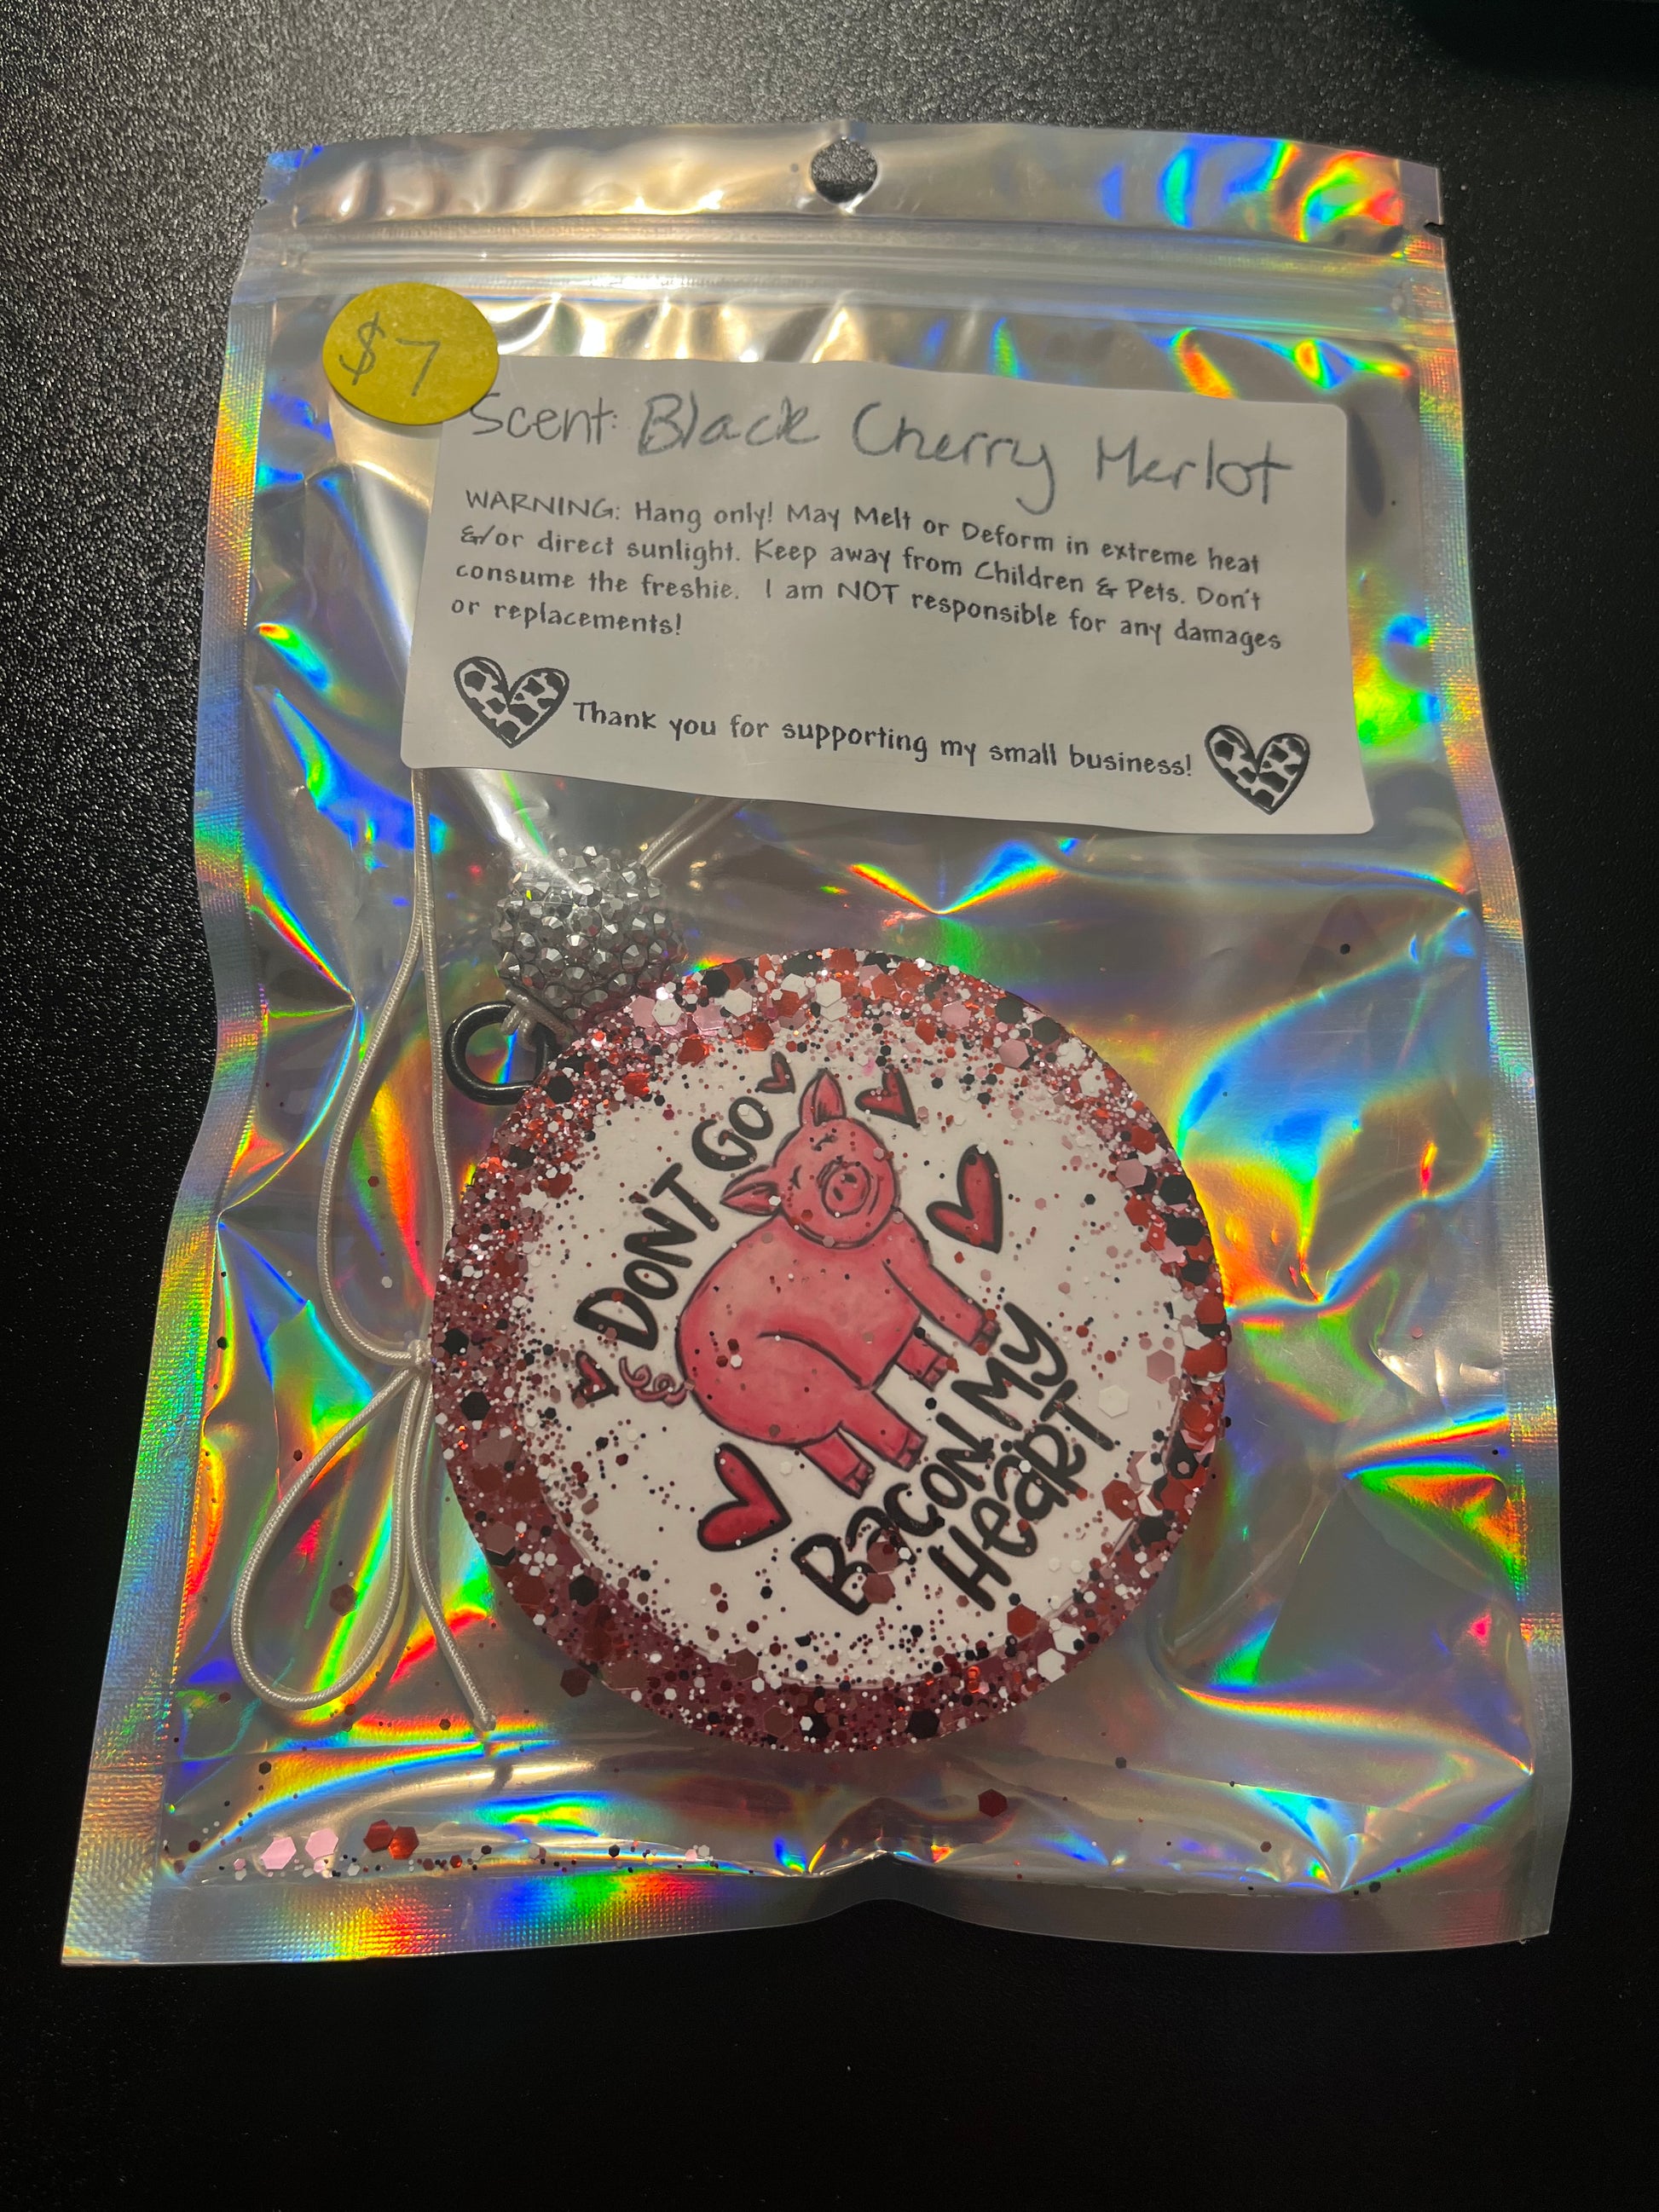 $7
Scent: Black Cherry Merlot
WARNING: Hang only! May Melt or Deform in extreme heat
&/or direct sunlight. Keep away from Children & Pets. Don't
consume the freshie. I am NOT responsible for any damages
or replacements!
Thank you for supporting my small business!
DON'T GO
BACON MY
HEART